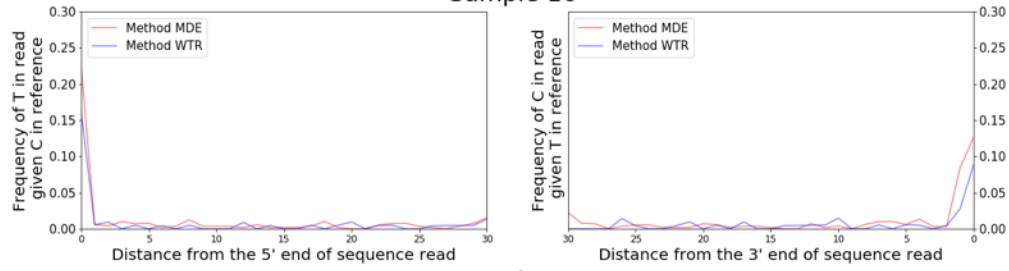 0.30
0.25
0.20
0.15
0.10
0.05
0.00
Frequency of T in read
given C in reference
Method MDE
Method WTR
0 5 10 15 20 25 30
Distance from the 5' end of sequence read
Frequency of C in read
given T in reference
Method MDE
Method WTR
30 25 20 15 10 5 0
Distance from the 3' end of sequence read
0.30
0.25
0.20
0.15
0.10
0.05
0.00